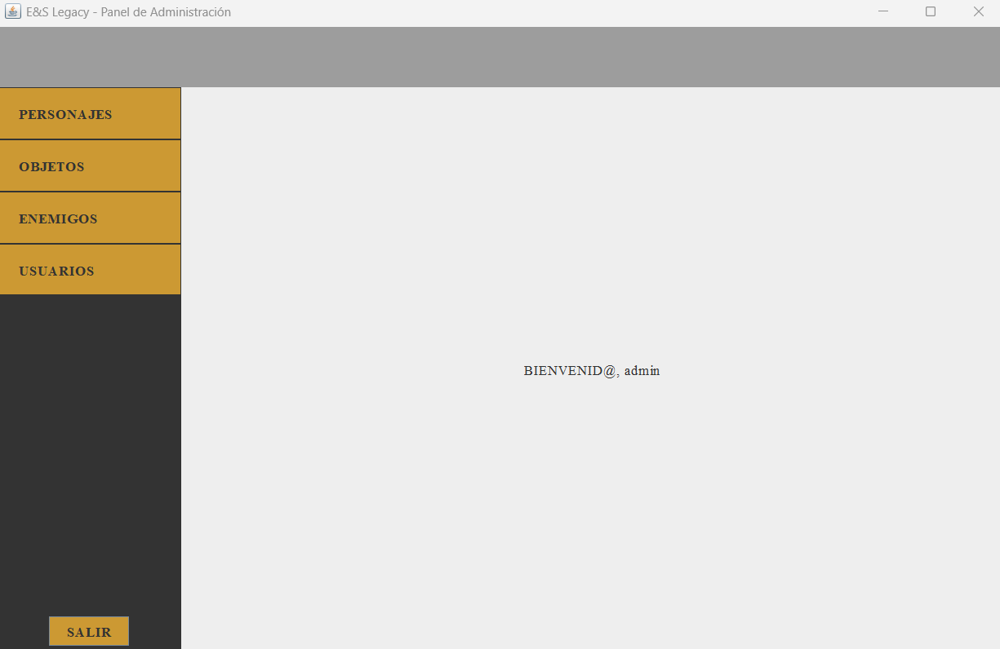 E&S Legacy - Panel de Administración
PERSONAJES
OBJETOS
ENEMIGOS
USUARIOS
BIENVENID@, admin
SALIR